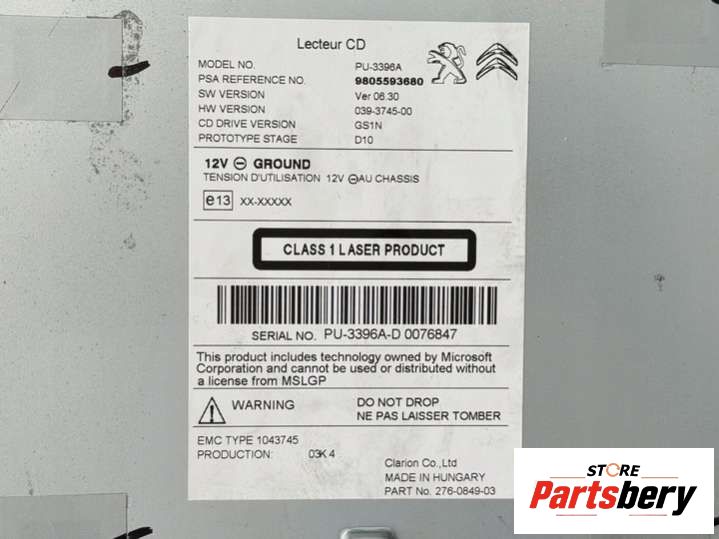 Lecteur CD
MODEL NO. PU-3396A
PSA REFERENCE NO. 9805593680
SW VERSION Ver 06.30
HW VERSION 039-3745-00
CD DRIVE VERSION GS1N
PROTOTYPE STAGE D10
12V ⊖ GROUND
TENSION D'UTILISATION 12V ⊖AU CHASSIS
e13 XX-XXXXX
CLASS 1 LASER PRODUCT
SERIAL NO. PU-3396A-D 0076847
This product includes technology owned by Microsoft
Corporation and cannot be used or distributed without
a license from MSLGP
WARNING DO NOT DROP
NE PAS LAISSER TOMBER
EMC TYPE 1043745
PRODUCTION: 03K4
Clarion Co.,Ltd
MADE IN HUNGARY
PART No. 276-0849-03
STORE
Partsbery